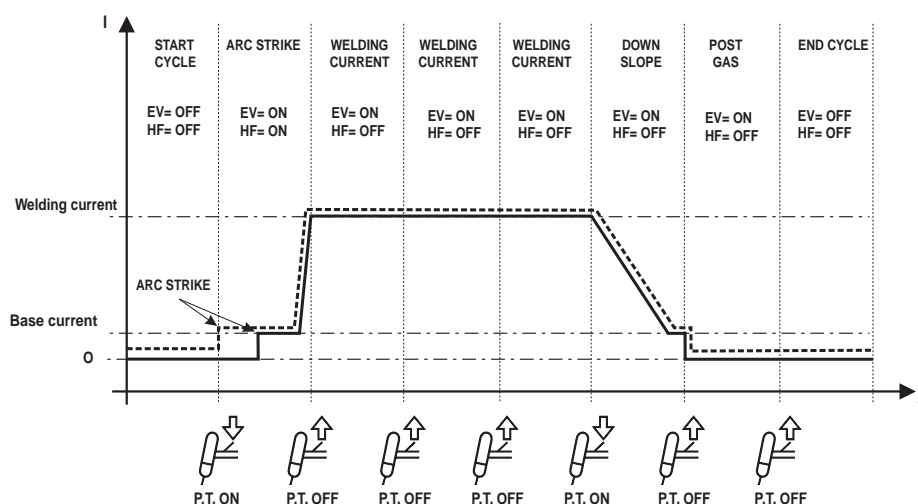 I
START
CYCLE
ARC STRIKE
WELDING
CURRENT
WELDING
CURRENT
WELDING
CURRENT
DOWN
SLOPE
POST
GAS
END CYCLE
EV= OFF
HF= OFF
EV= ON
HF= ON
EV= ON
HF= OFF
EV= ON
HF= OFF
EV= ON
HF= OFF
EV= ON
HF= OFF
EV= ON
HF= OFF
EV= OFF
HF= OFF
Welding current
ARC STRIKE
Base current
O
P.T. ON
P.T. OFF
P.T. OFF
P.T. OFF
P.T. ON
P.T. OFF
P.T. OFF